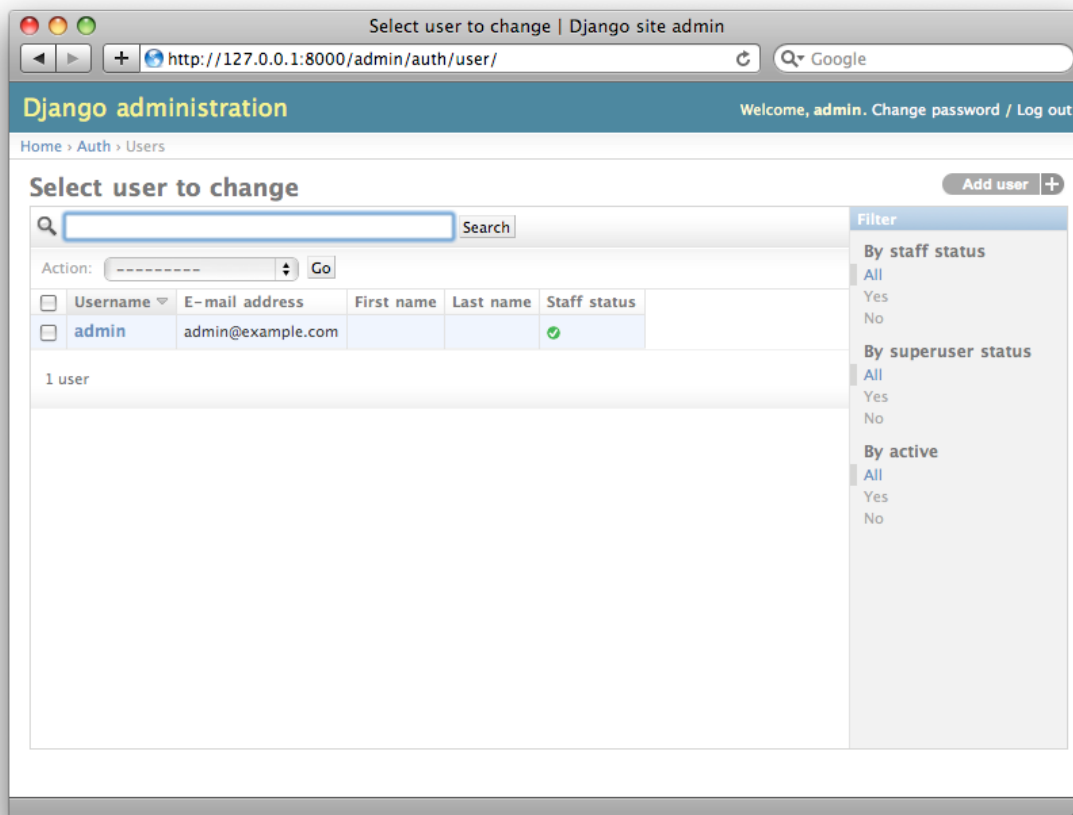 Select user to change | Django site admin
http://127.0.0.1:8000/admin/auth/user/
Google
Django administration
Welcome, admin. Change password / Log out
Home › Auth › Users
Select user to change
Add user
Search
Action: --------- Go
Username E-mail address First name Last name Staff status
admin admin@example.com
1 user
Filter
By staff status
All
Yes
No
By superuser status
All
Yes
No
By active
All
Yes
No